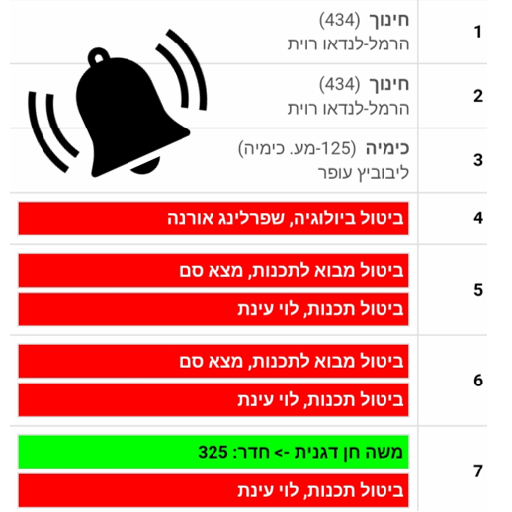 1
חינוך (434)
הרמל-לנדאו רוית
2
חינוך (434)
הרמל-לנדאו רוית
3
כימיה (125-מע. כימיה)
ליבוביץ עופר
4
ביטול ביולוגיה, שפרלינג אורנה
5
ביטול מבוא לתכנות, מצא סם
ביטול תכנות, לוי עינת
6
ביטול מבוא לתכנות, מצא סם
ביטול תכנות, לוי עינת
7
משה חן דגנית -> חדר: 325
ביטול תכנות, לוי עינת